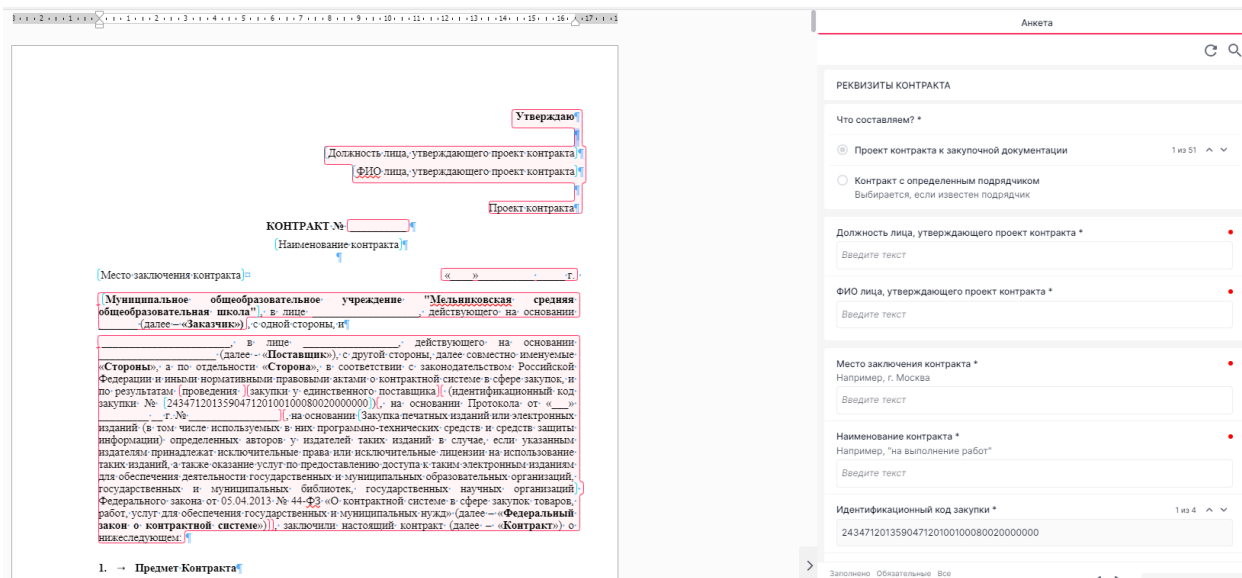 Утверждаю
Должность лица, утверждающего проект контракта
ФИО лица, утверждающего проект контракта
Проект контракта
КОНТРАКТ № ___________
(Наименование контракта)
(Место заключения контракта) «___»___________ г.
Муниципальное общеобразовательное учреждение "Мельниковская средняя
общеобразовательная школа", в лице ___________________, действующего на основании
_______ (далее – «Заказчик»), с одной стороны, и
_______________________, в лице _________________, действующего на основании
____________________ (далее – «Поставщик»), с другой стороны, далее совместно именуемые
«Стороны», а по отдельности «Сторона», в соответствии с законодательством Российской
Федерации и иными нормативными правовыми актами о контрактной системе в сфере закупок, и
по результатам проведения закупки у единственного поставщика (идентификационный код
закупки № 243471201359047120100100080020000000), на основании Протокола от «___»
_________ __ г. № ________________, на основании Закупка печатных изданий или электронных
изданий (в том числе используемых в них программно-технических средств и средств защиты
информации) определенных авторов у издателей таких изданий в случае, если указанным
издателям принадлежат исключительные права или исключительные лицензии на использование
таких изданий, а также оказание услуг по предоставлению доступа к таким электронным изданиям
для обеспечения деятельности государственных и муниципальных образовательных организаций,
государственных и муниципальных библиотек, государственных научных организаций
Федерального закона от 05.04.2013 № 44-ФЗ «О контрактной системе в сфере закупок товаров,
работ, услуг для обеспечения государственных и муниципальных нужд» (далее – «Федеральный
закон о контрактной системе»), заключили настоящий контракт (далее – «Контракт») о
нижеследующем:
1. → Предмет Контракта
Анкета
РЕКВИЗИТЫ КОНТРАКТА
Что составляем? *
Проект контракта к закупочной документации 1 из 51
Контракт с определенным подрядчиком
Выбирается, если известен подрядчик
Должность лица, утверждающего проект контракта *
Введите текст
ФИО лица, утверждающего проект контракта *
Введите текст
Место заключения контракта *
Например, г. Москва
Введите текст
Наименование контракта *
Например, "на выполнение работ"
Введите текст
Идентификационный код закупки * 1 из 4
243471201359047120100100080020000000
Заполнено Обязательные Все